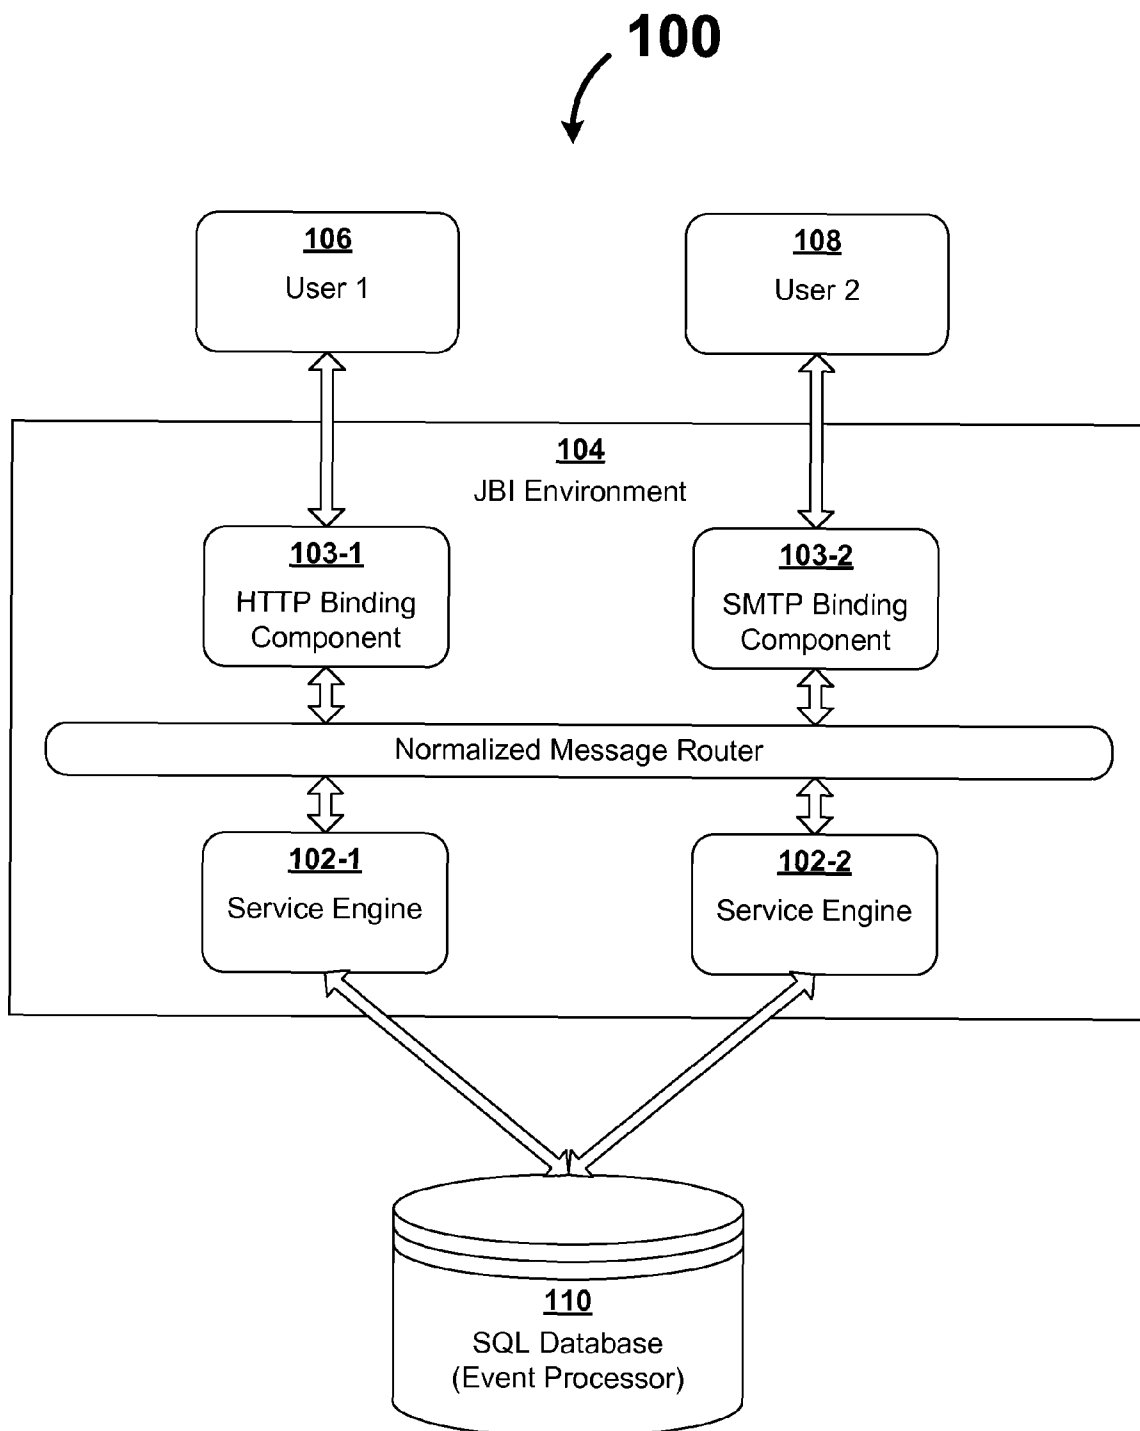 100
106
User 1
108
User 2
104
JBI Environment
103-1
HTTP Binding
Component
103-2
SMTP Binding
Component
Normalized Message Router
102-1
Service Engine
102-2
Service Engine
110
SQL Database
(Event Processor)